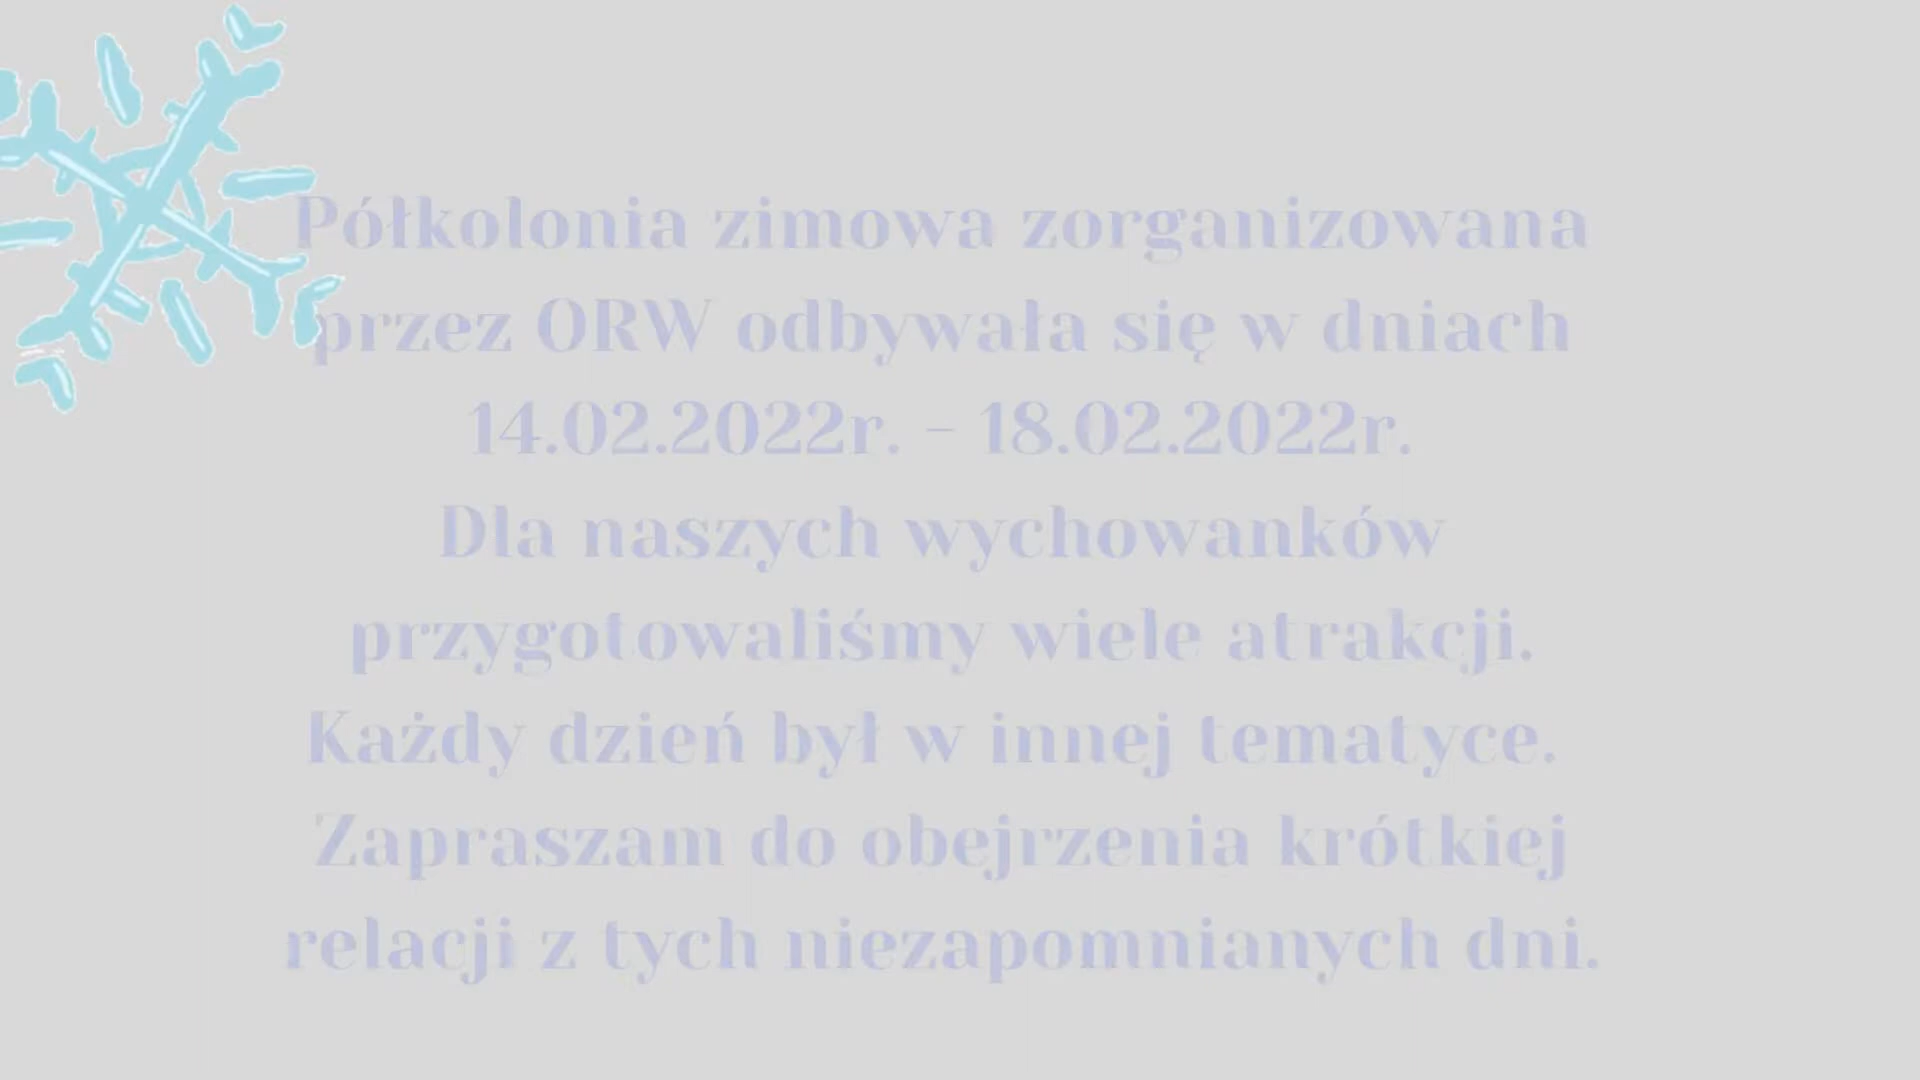 Półkolonia zimowa zorganizowana
przez ORW odbywała się w dniach
14.02.2022r. - 18.02.2022r.
Dla naszych wychowanków
przygotowaliśmy wiele atrakcji.
Każdy dzień był w innej tematyce.
Zapraszam do obejrzenia krótkiej
relacji z tych niezapomnianych dni.